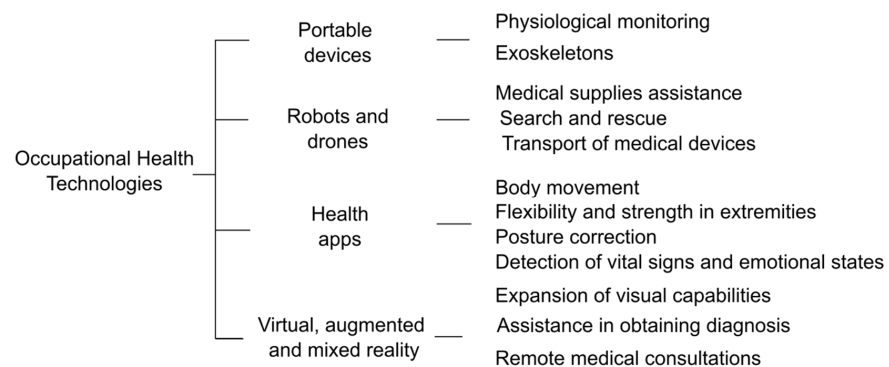 Occupational Health
Technologies
Portable
devices
Physiological monitoring
Exoskeletons
Robots and
drones
Medical supplies assistance
Search and rescue
Transport of medical devices
Health
apps
Body movement
Flexibility and strength in extremities
Posture correction
Detection of vital signs and emotional states
Virtual, augmented
and mixed reality
Expansion of visual capabilities
Assistance in obtaining diagnosis
Remote medical consultations